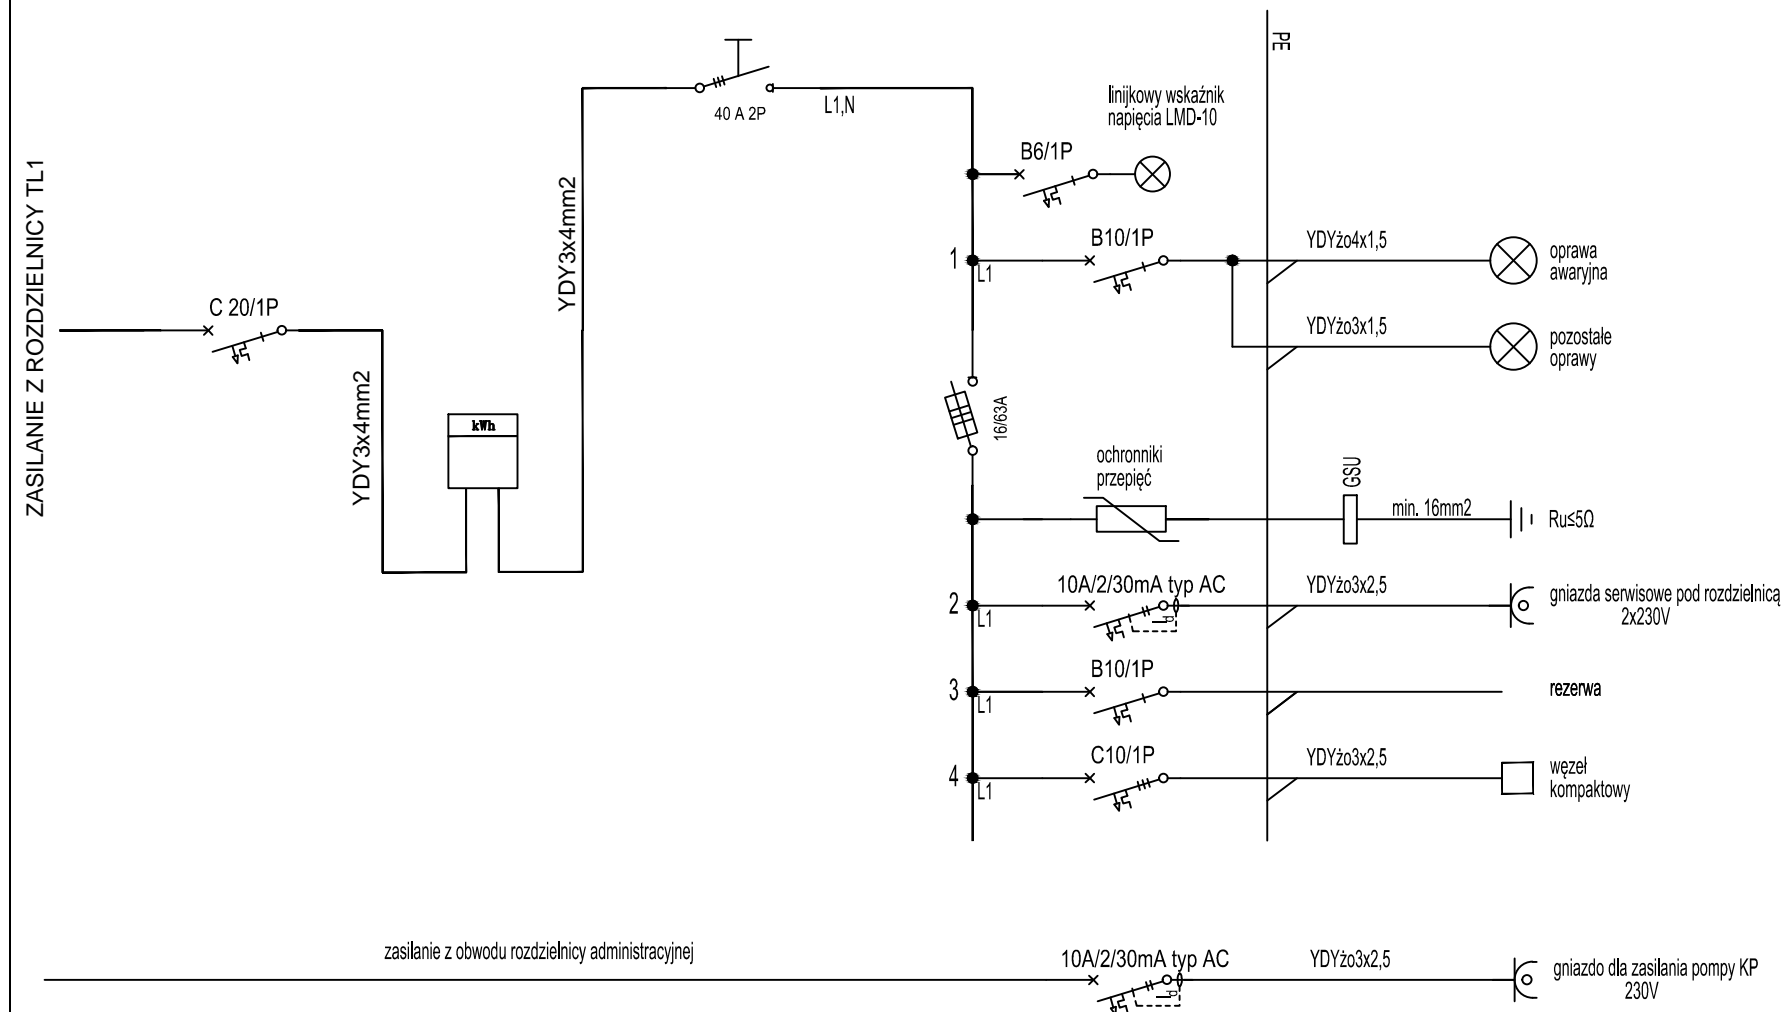 ZASILANIE Z ROZDZIELNICY TL1
C 20/1P
YDY3x4mm2
kWh
YDY3x4mm2
40 A 2P
L1,N
PE
linijkowy wskaźnik
napięcia LMD-10
B6/1P
1
L1
B10/1P
YDYżo4x1,5
oprawa
awaryjna
YDYżo3x1,5
pozostałe
oprawy
16/63A
ochronniki
przepięć
GSU
min. 16mm2
Ru≤5Ω
2
L1
10A/2/30mA typ AC
Id
YDYżo3x2,5
gniazda serwisowe pod rozdzielnicą
2x230V
3
L1
B10/1P
rezerwa
4
L1
C10/1P
YDYżo3x2,5
węzeł
kompaktowy
zasilanie z obwodu rozdzielnicy administracyjnej
10A/2/30mA typ AC
Id
YDYżo3x2,5
gniazdo dla zasilania pompy KP
230V